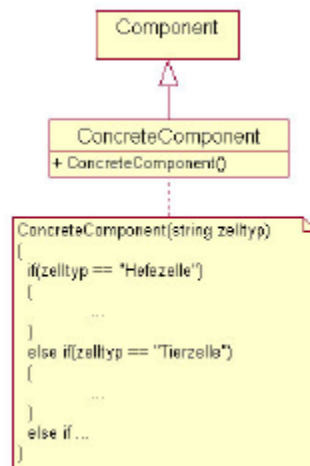 Component
ConcreteComponent
+ ConcreteComponent()
ConcreteComponent(string zelltyp)
{
if(zelltyp == "Hefezelle")
{
...
}
else if(zelltyp == "Tierzelle")
{
...
}
else if ...
}